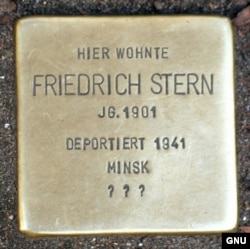 HIER WOHNTE
FRIEDRICH STERN
JG. 1901
DEPORTIERT 1941
MINSK
? ? ?
GNU